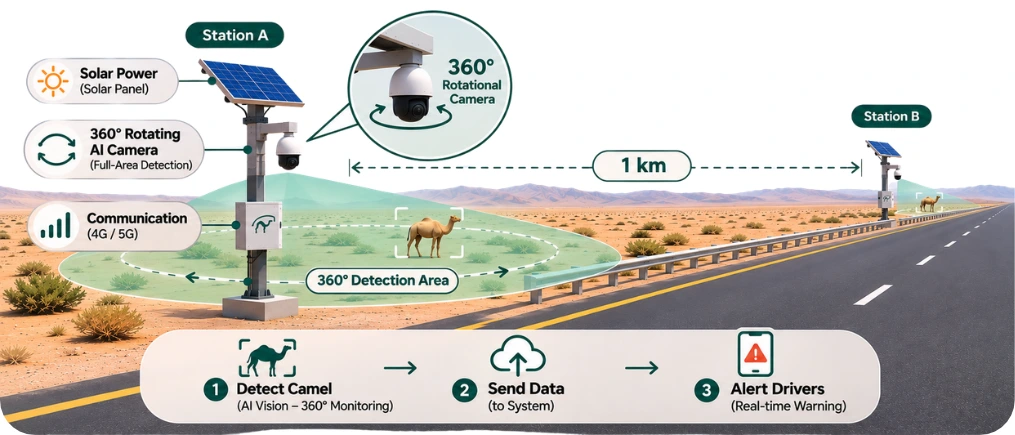 Station A
Solar Power
(Solar Panel)
360° Rotating
AI Camera
(Full-Area Detection)
Communication
(4G / 5G)
360°
Rotational
Camera
1 km
Station B
360° Detection Area
1 Detect Camel
(AI Vision – 360° Monitoring)
2 Send Data
(to System)
3 Alert Drivers
(Real-time Warning)